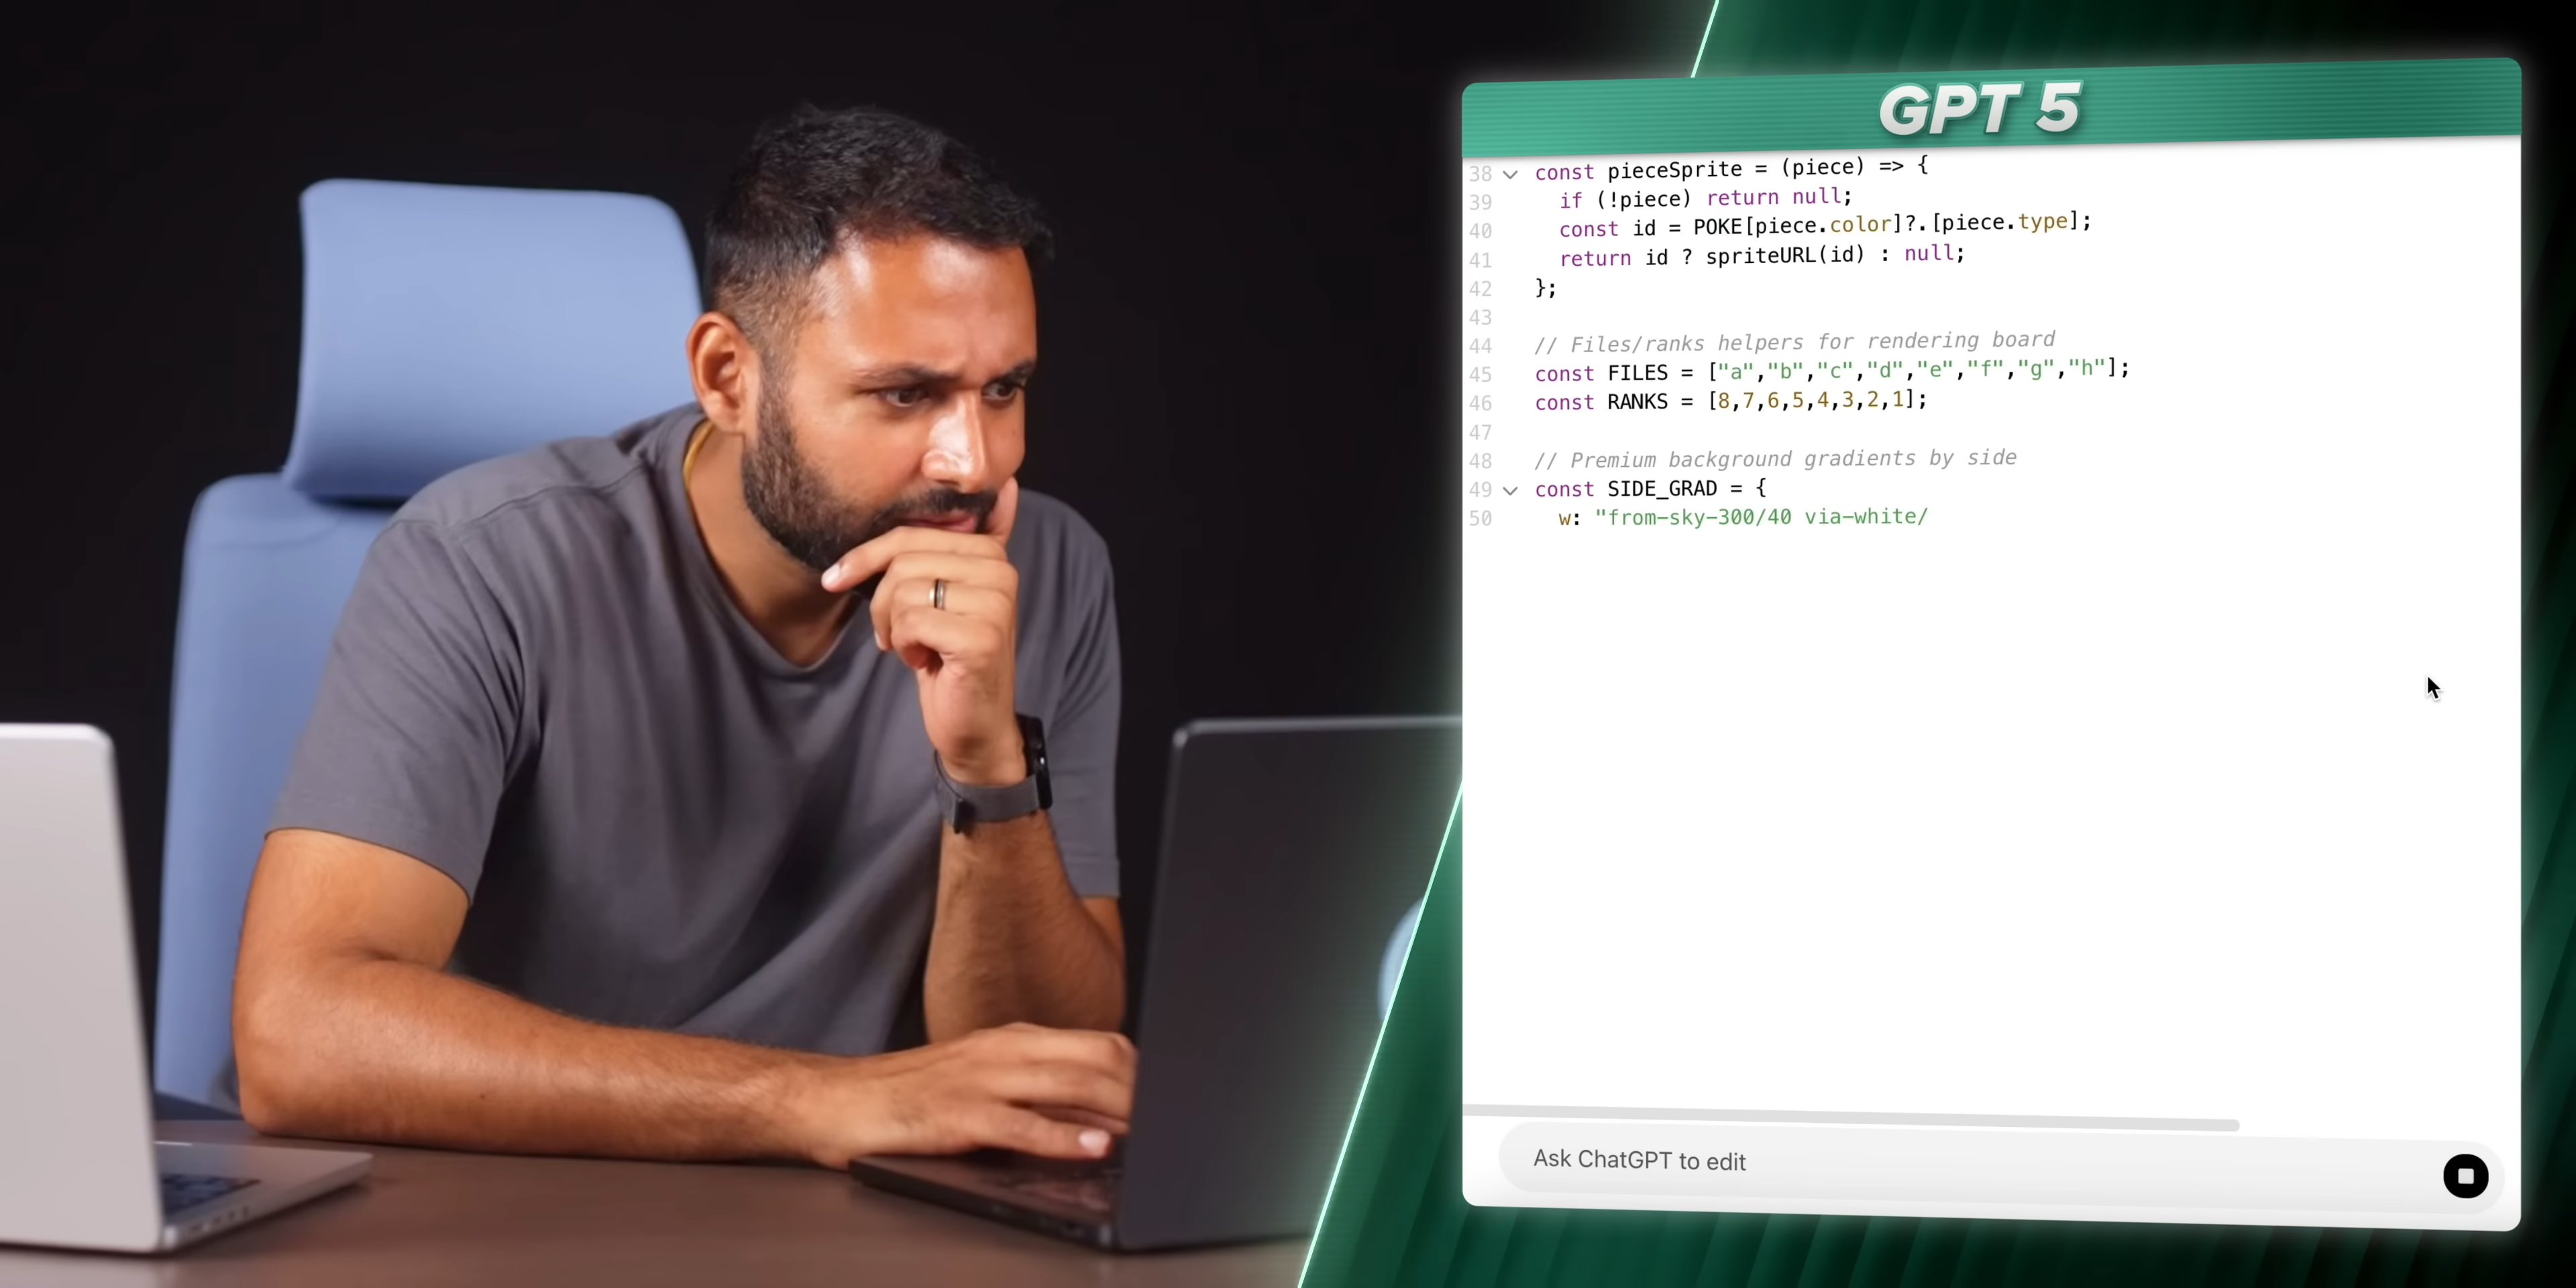 GPT 5
38 const pieceSprite = (piece) => {
39 if (!piece) return null;
40 const id = POKE[piece.color]?.[piece.type];
41 return id ? spriteURL(id) : null;
42 };
43
44 // Files/ranks helpers for rendering board
45 const FILES = ["a","b","c","d","e","f","g","h"];
46 const RANKS = [8,7,6,5,4,3,2,1];
47
48 // Premium background gradients by side
49 const SIDE_GRAD = {
50 w: "from-sky-300/40 via-white/
Ask ChatGPT to edit